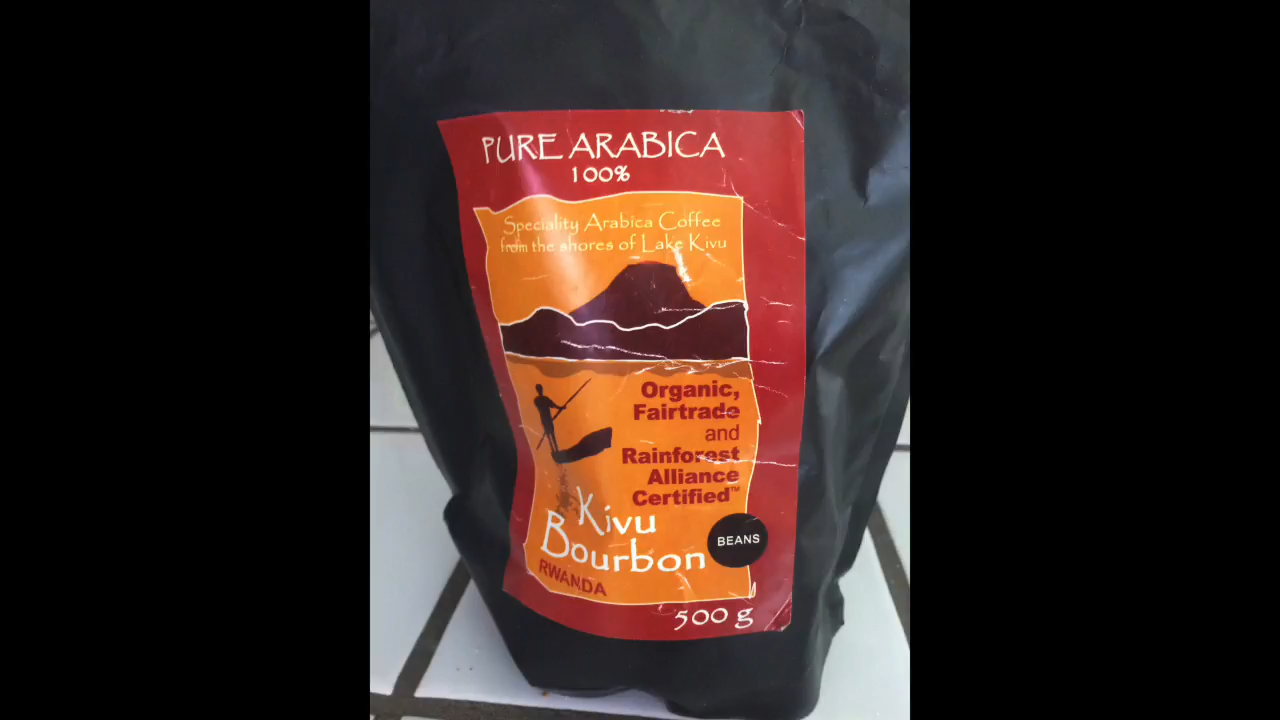 PURE ARABICA
100%
Speciality Arabica Coffee
from the shores of Lake Kivu
Organic,
Fairtrade
and
Rainforest
Alliance
Certified™
Kivu
Bourbon
BEANS
RWANDA
500 g